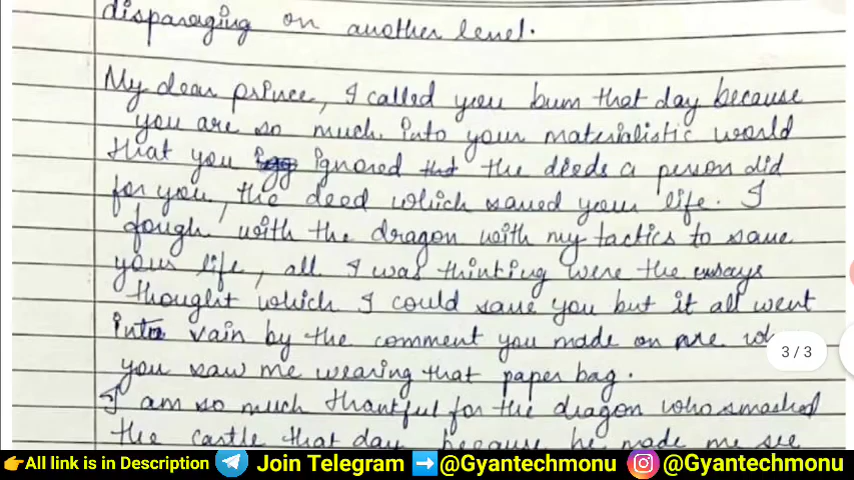 disparaging on another level.
My dear prince, I called you bum that day because
you are so much into your materialistic world
that you ignored the dieds a person did
for you, the deed which saved your life. I
fough with the dragon with my tactics to save
your life, all I was thinking were the ways
thought which I could save you but it all went
into vain by the comment you made on me
3 / 3
you saw me wearing that paper bag.
I am so much thantful for the dragon who smashed
the castle that day because he made me see
👉All link is in Description Join Telegram ➡️@Gyantechmonu @Gyantechmonu